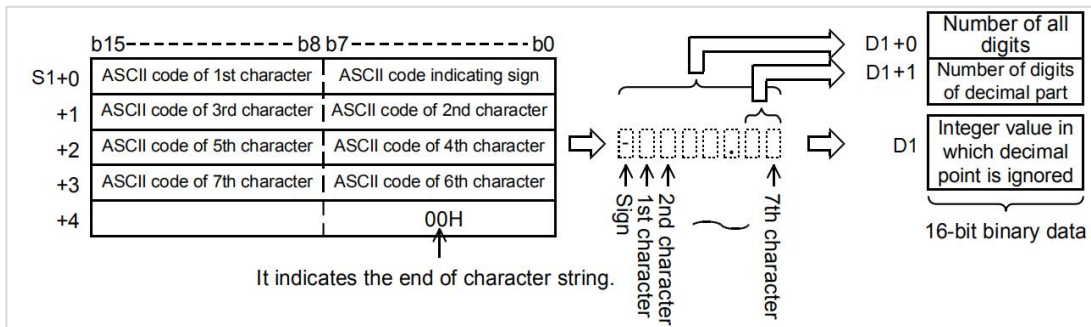 b15 b8 b7 b0
S1+0 ASCII code of 1st character ASCII code indicating sign
+1 ASCII code of 3rd character ASCII code of 2nd character
+2 ASCII code of 5th character ASCII code of 4th character
+3 ASCII code of 7th character ASCII code of 6th character
+4 00H
It indicates the end of character string.
- .
Sign
1st character
2nd character
7th character
D1+0 Number of all
digits
D1+1 Number of digits
of decimal part
D1 Integer value in
which decimal
point is ignored
16-bit binary data